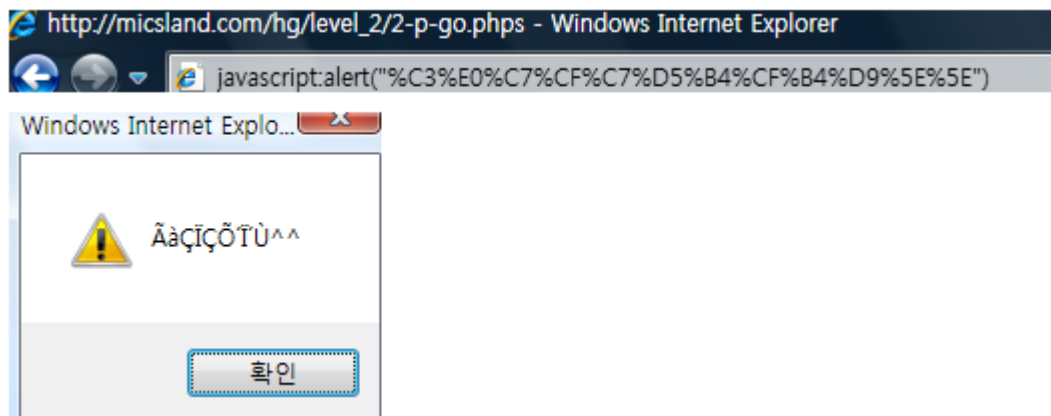 http://micsland.com/hg/level_2/2-p-go.phps - Windows Internet Explorer
javascript:alert("%C3%E0%C7%CF%C7%D5%B4%CF%B4%D9%5E%5E")
Windows Internet Explo...
ÃàÇÏÇÕ´Ï´Ù^^
확인